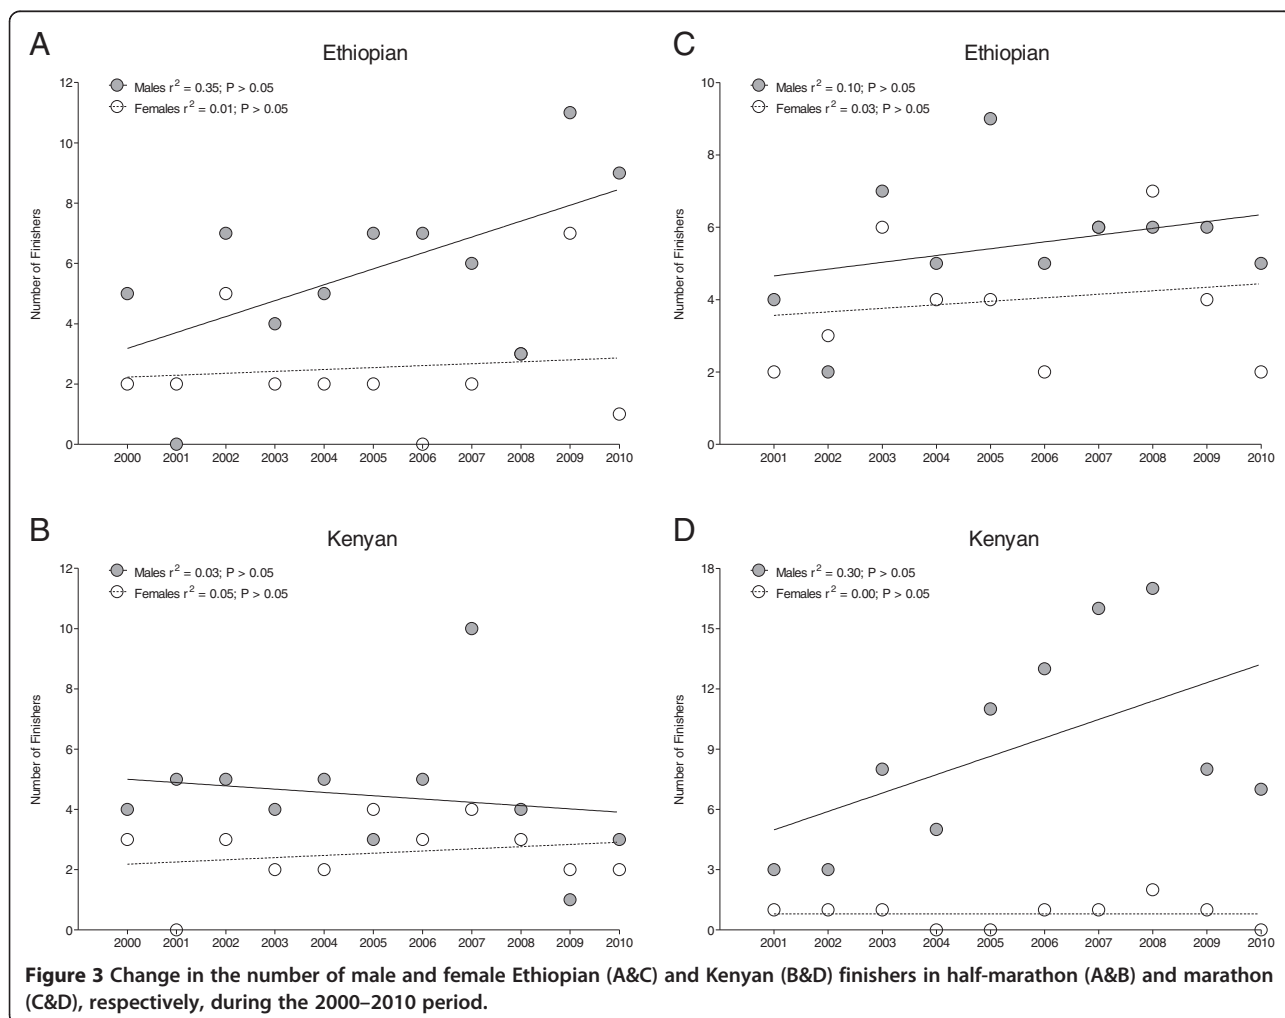 A
Ethiopian
Males r² = 0.35; P > 0.05
Females r² = 0.01; P > 0.05
Number of Finishers
12
10
8
6
4
2
0
2000 2001 2002 2003 2004 2005 2006 2007 2008 2009 2010
C
Ethiopian
Males r² = 0.10; P > 0.05
Females r² = 0.03; P > 0.05
Number of Finishers
10
8
6
4
2
0
2001 2002 2003 2004 2005 2006 2007 2008 2009 2010
B
Kenyan
Males r² = 0.03; P > 0.05
Females r² = 0.05; P > 0.05
Number of Finishers
12
10
8
6
4
2
0
2000 2001 2002 2003 2004 2005 2006 2007 2008 2009 2010
D
Kenyan
Males r² = 0.30; P > 0.05
Females r² = 0.00; P > 0.05
Number of Finishers
18
15
12
9
6
3
0
2001 2002 2003 2004 2005 2006 2007 2008 2009 2010
Figure 3 Change in the number of male and female Ethiopian (A&C) and Kenyan (B&D) finishers in half-marathon (A&B) and marathon
(C&D), respectively, during the 2000–2010 period.